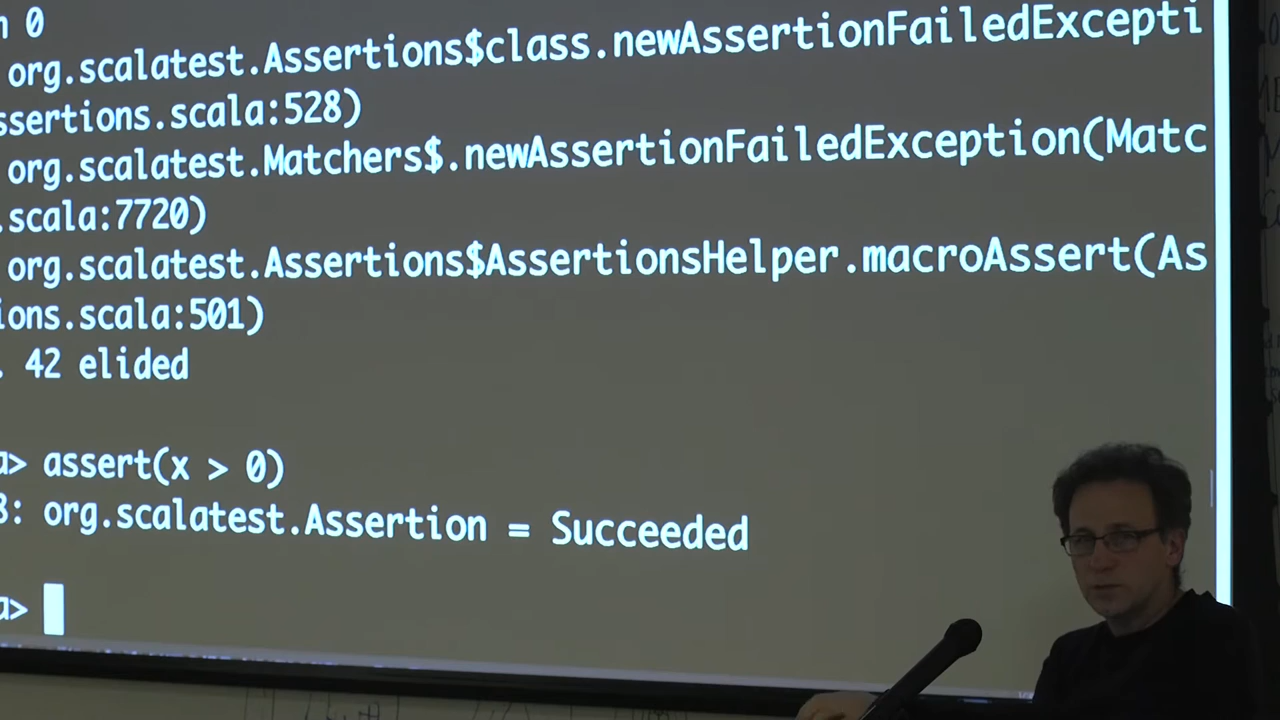 n 0
org.scalatest.Assertions$class.newAssertionFailedExcepti
ssertions.scala:528)
org.scalatest.Matchers$.newAssertionFailedException(Matc
.scala:7720)
org.scalatest.Assertions$AssertionsHelper.macroAssert(As
ions.scala:501)
. 42 elided
a> assert(x > 0)
8: org.scalatest.Assertion = Succeeded
a>